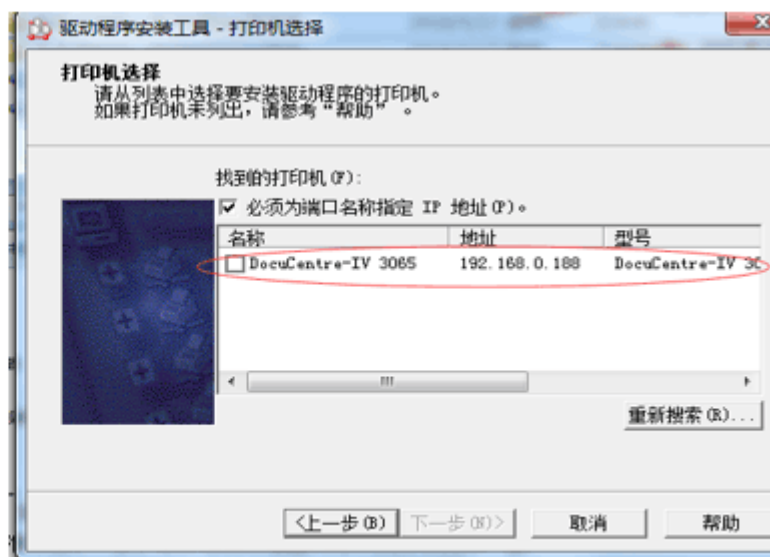 驱动程序安装工具 - 打印机选择
打印机选择
请从列表中选择要安装驱动程序的打印机。
如果打印机未列出，请参考“帮助”。
找到的打印机(F):
必须为端口名称指定 IP 地址(P)。
名称 地址 型号
DocuCentre-IV 3065 192.168.0.188 DocuCentre-IV 30
重新搜索(R)...
<上一步(B) 下一步(N)> 取消 帮助